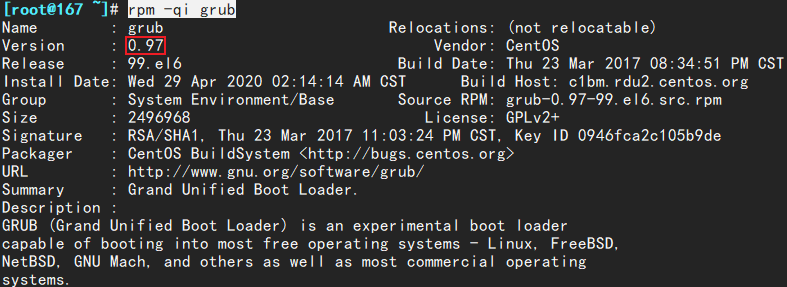 [root@167 ~]# rpm -qi grub
Name        : grub                         Relocations: (not relocatable)
Version     : 0.97                              Vendor: CentOS
Release     : 99.el6                        Build Date: Thu 23 Mar 2017 08:34:51 PM CST
Install Date: Wed 29 Apr 2020 02:14:14 AM CST      Build Host: c1bm.rdu2.centos.org
Group       : System Environment/Base       Source RPM: grub-0.97-99.el6.src.rpm
Size        : 2496968                          License: GPLv2+
Signature   : RSA/SHA1, Thu 23 Mar 2017 11:03:24 PM CST, Key ID 0946fca2c105b9de
Packager    : CentOS BuildSystem <http://bugs.centos.org>
URL         : http://www.gnu.org/software/grub/
Summary     : Grand Unified Boot Loader.
Description :
GRUB (Grand Unified Boot Loader) is an experimental boot loader
capable of booting into most free operating systems - Linux, FreeBSD,
NetBSD, GNU Mach, and others as well as most commercial operating
systems.